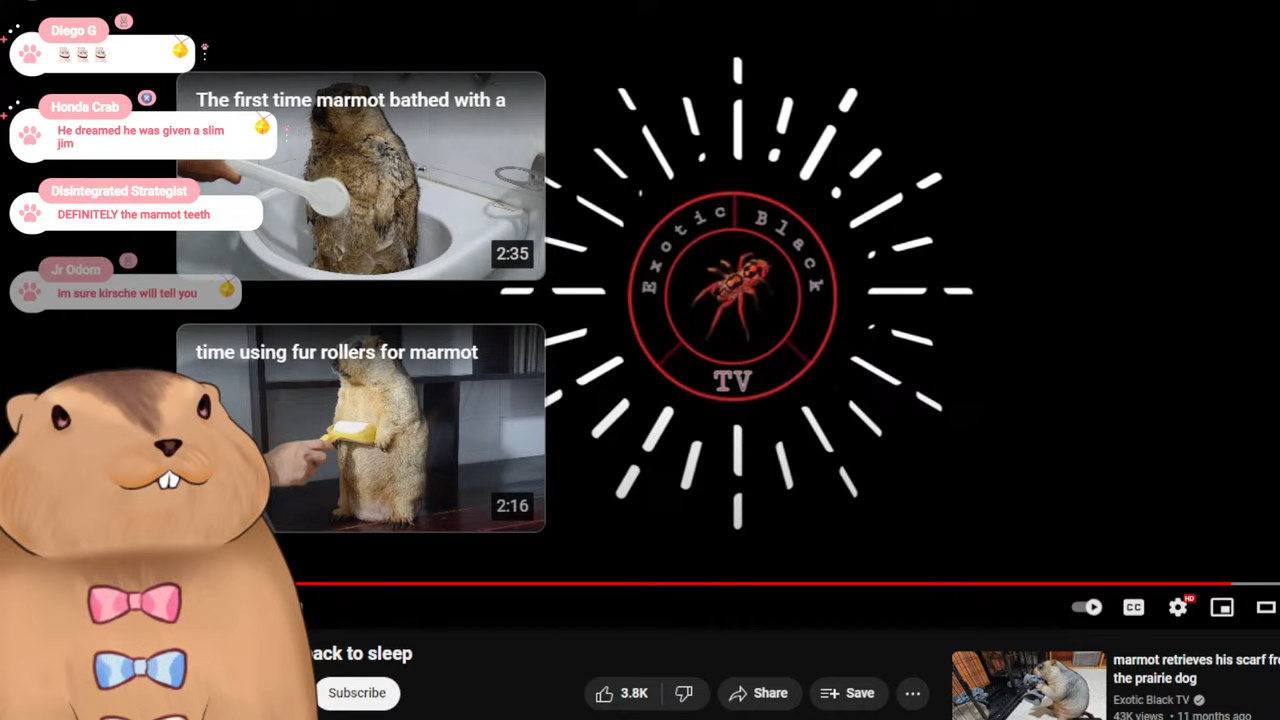 Diego G
Honda Crab
He dreamed he was given a slim
jim
Disintegrated Strategist
DEFINITELY the marmot teeth
Jr Odom
im sure kirsche will tell you
The first time marmot bathed with a
2:35
time using fur rollers for marmot
2:16
Exotic Black
TV
CC
HD
ack to sleep
Subscribe
3.8K
Share
Save
marmot retrieves his scarf fro
the prairie dog
Exotic Black TV
43K views • 11 months ago